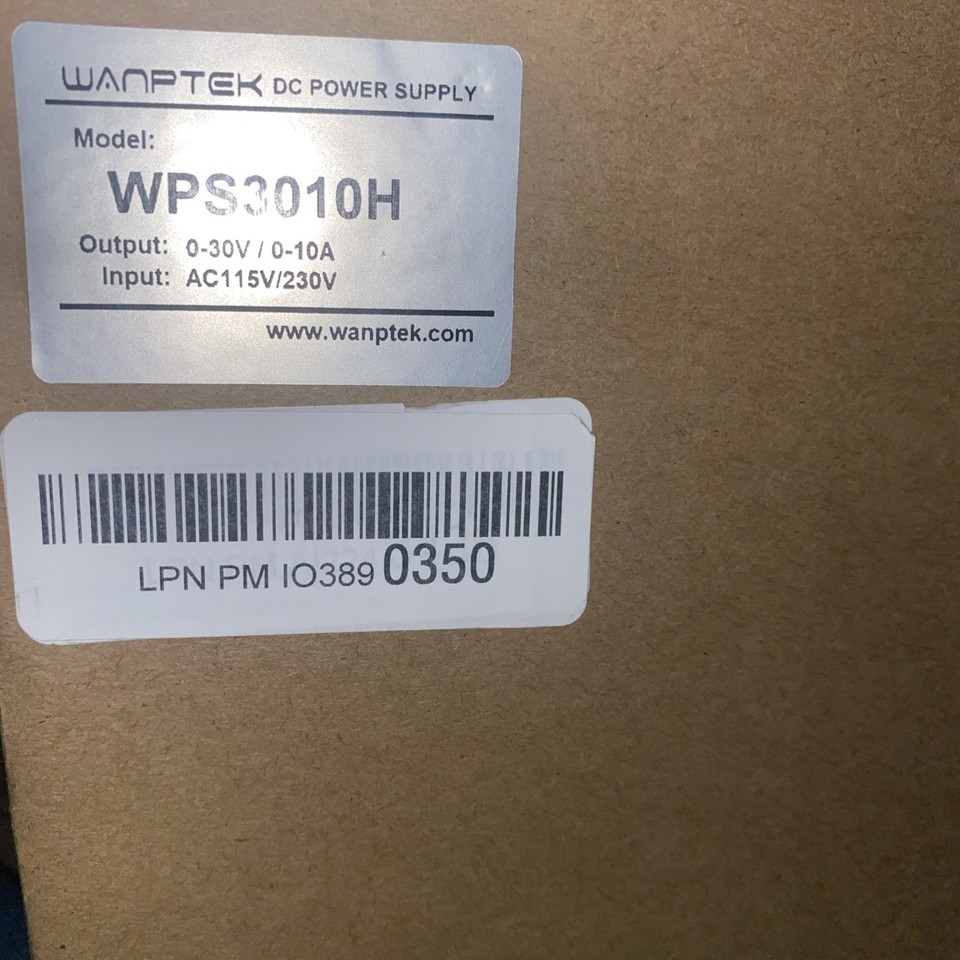 WANPTEK DC POWER SUPPLY
Model:
WPS3010H
Output: 0-30V / 0-10A
Input: AC115V/230V
www.wanptek.com
LPN PM IO389 0350